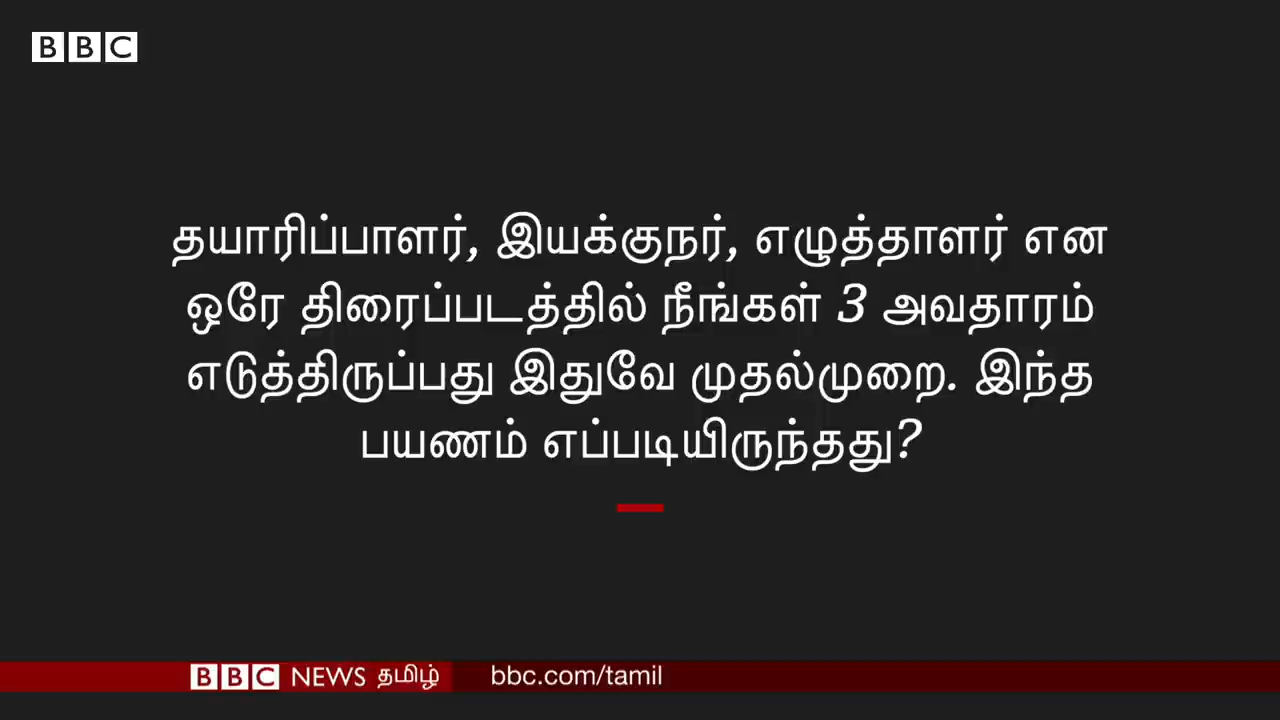 BBC
தயாரிப்பாளர், இயக்குநர், எழுத்தாளர் என
ஒரே திரைப்படத்தில் நீங்கள் 3 அவதாரம்
எடுத்திருப்பது இதுவே முதல்முறை. இந்த
பயணம் எப்படியிருந்தது?
BBC NEWS தமிழ் bbc.com/tamil